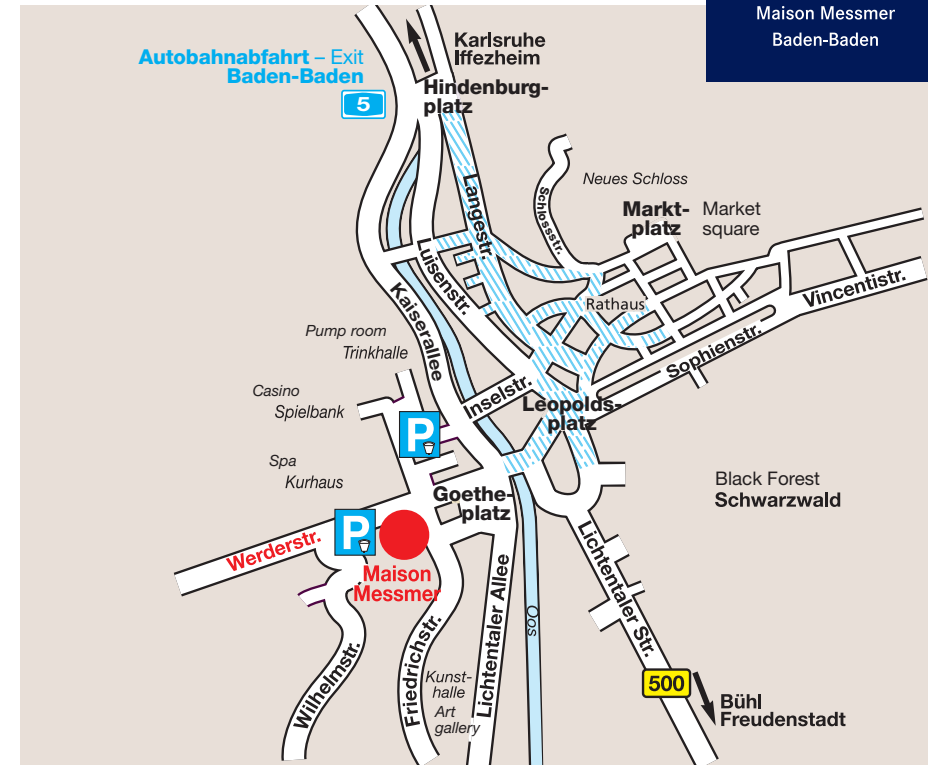 Maison Messmer
Baden-Baden
Autobahnabfahrt – Exit
Baden-Baden
5
Karlsruhe
Iffezheim
Hindenburg-
platz
Langestr.
Schlossstr.
Neues Schloss
Markt-
platz
Market
square
Luisenstr.
Kaiserallee
Rathaus
Vincentistr.
Sophienstr.
Pump room
Trinkhalle
Casino
Spielbank
Inselstr.
Leopolds-
platz
P
Spa
Kurhaus
Goethe-
platz
Black Forest
Schwarzwald
P
Werderstr.
Maison
Messmer
Lichtentaler Allee
Oos
Lichtentaler Str.
Wilhelmstr.
Friedrichstr.
Kunst-
halle
Art
gallery
500
Bühl
Freudenstadt